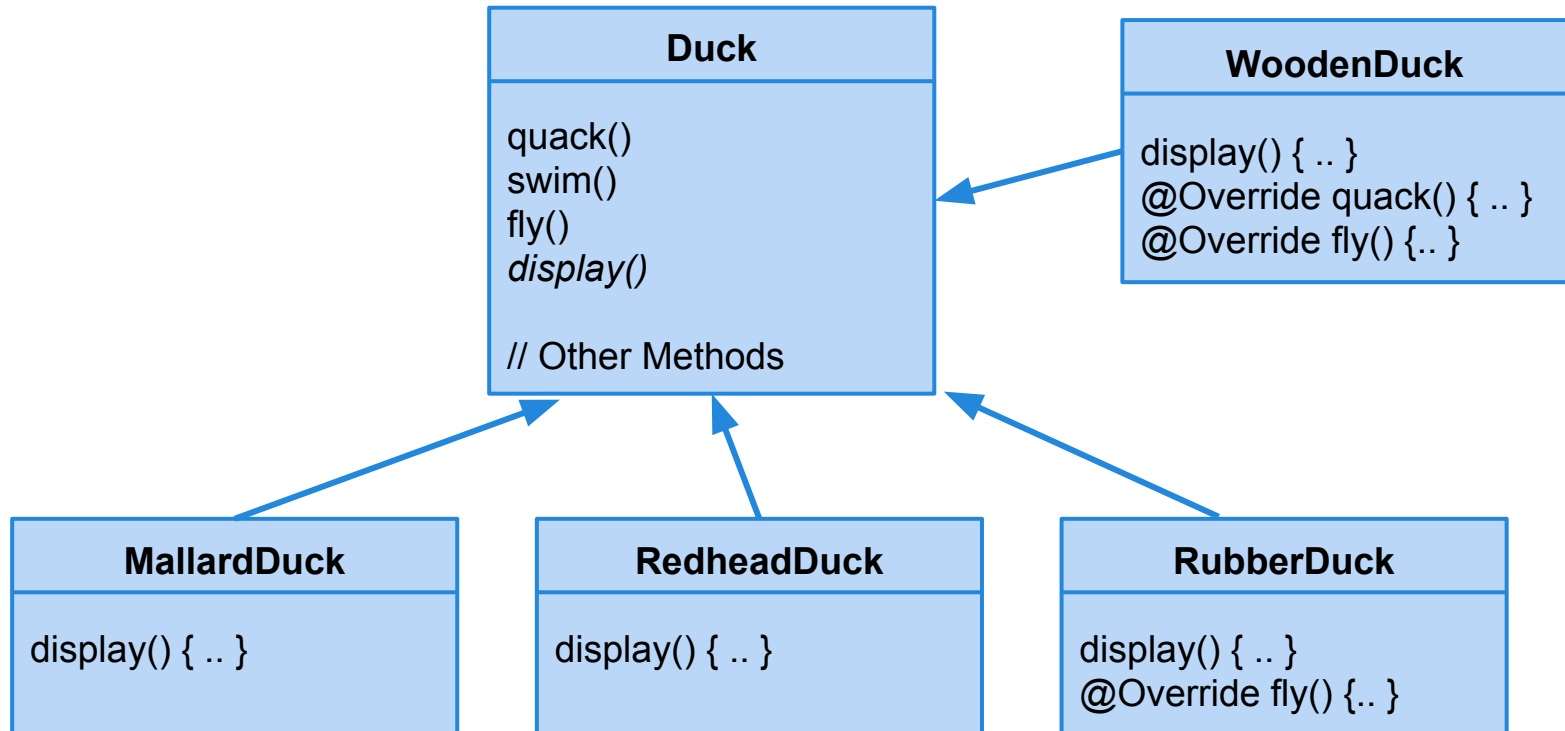 Duck
quack()
swim()
fly()
display()
// Other Methods
WoodenDuck
display() { .. }
@Override quack() { .. }
@Override fly() {.. }
MallardDuck
display() { .. }
RedheadDuck
display() { .. }
RubberDuck
display() { .. }
@Override fly() {.. }